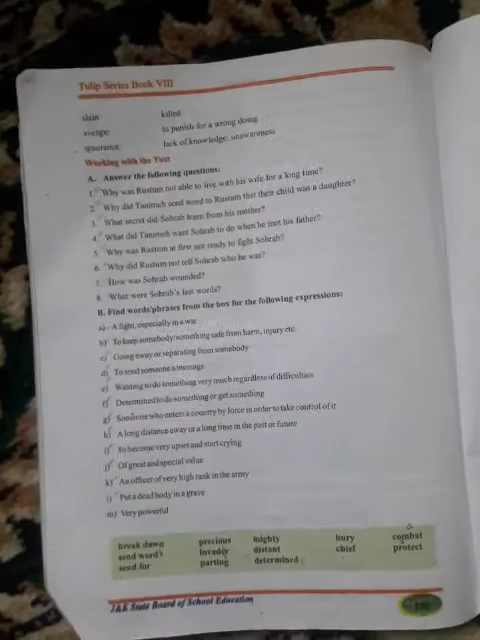 Tulip Series Book VIII
slain: killed
avenge: to punish for a wrong doing
ignorance: lack of knowledge, unawareness
Working with the Text
A. Answer the following questions:
1. Why was Rustum not able to live with his wife for a long time?
2. Why did Tanimeh send word to Rustum that their child was a daughter?
3. What secret did Sohrab learn from his mother?
4. What did Tanimeh want Sohrab to do when he met his father?
5. Why was Rustum at first not ready to fight Sohrab?
6. Why did Rustum not tell Sohrab who he was?
7. How was Sohrab wounded?
8. What were Sohrab's last words?
B. Find words/phrases from the box for the following expressions:
a) A fight, especially in a war
b) To keep somebody/something safe from harm, injury etc.
c) Going away or separating from somebody
d) To send someone a message
e) Wanting to do something very much regardless of difficulties
f) Determined to do something or get something
g) Someone who enters a country by force in order to take control of it
h) A long distance away or a long time in the past or future
i) To become very upset and start crying
j) Of great and special value
k) An officer of very high rank in the army
l) Put a dead body in a grave
m) Very powerful
break down precious mighty bury combat
send word's invader distant chief protect
send for parting determined
J&K State Board of School Education